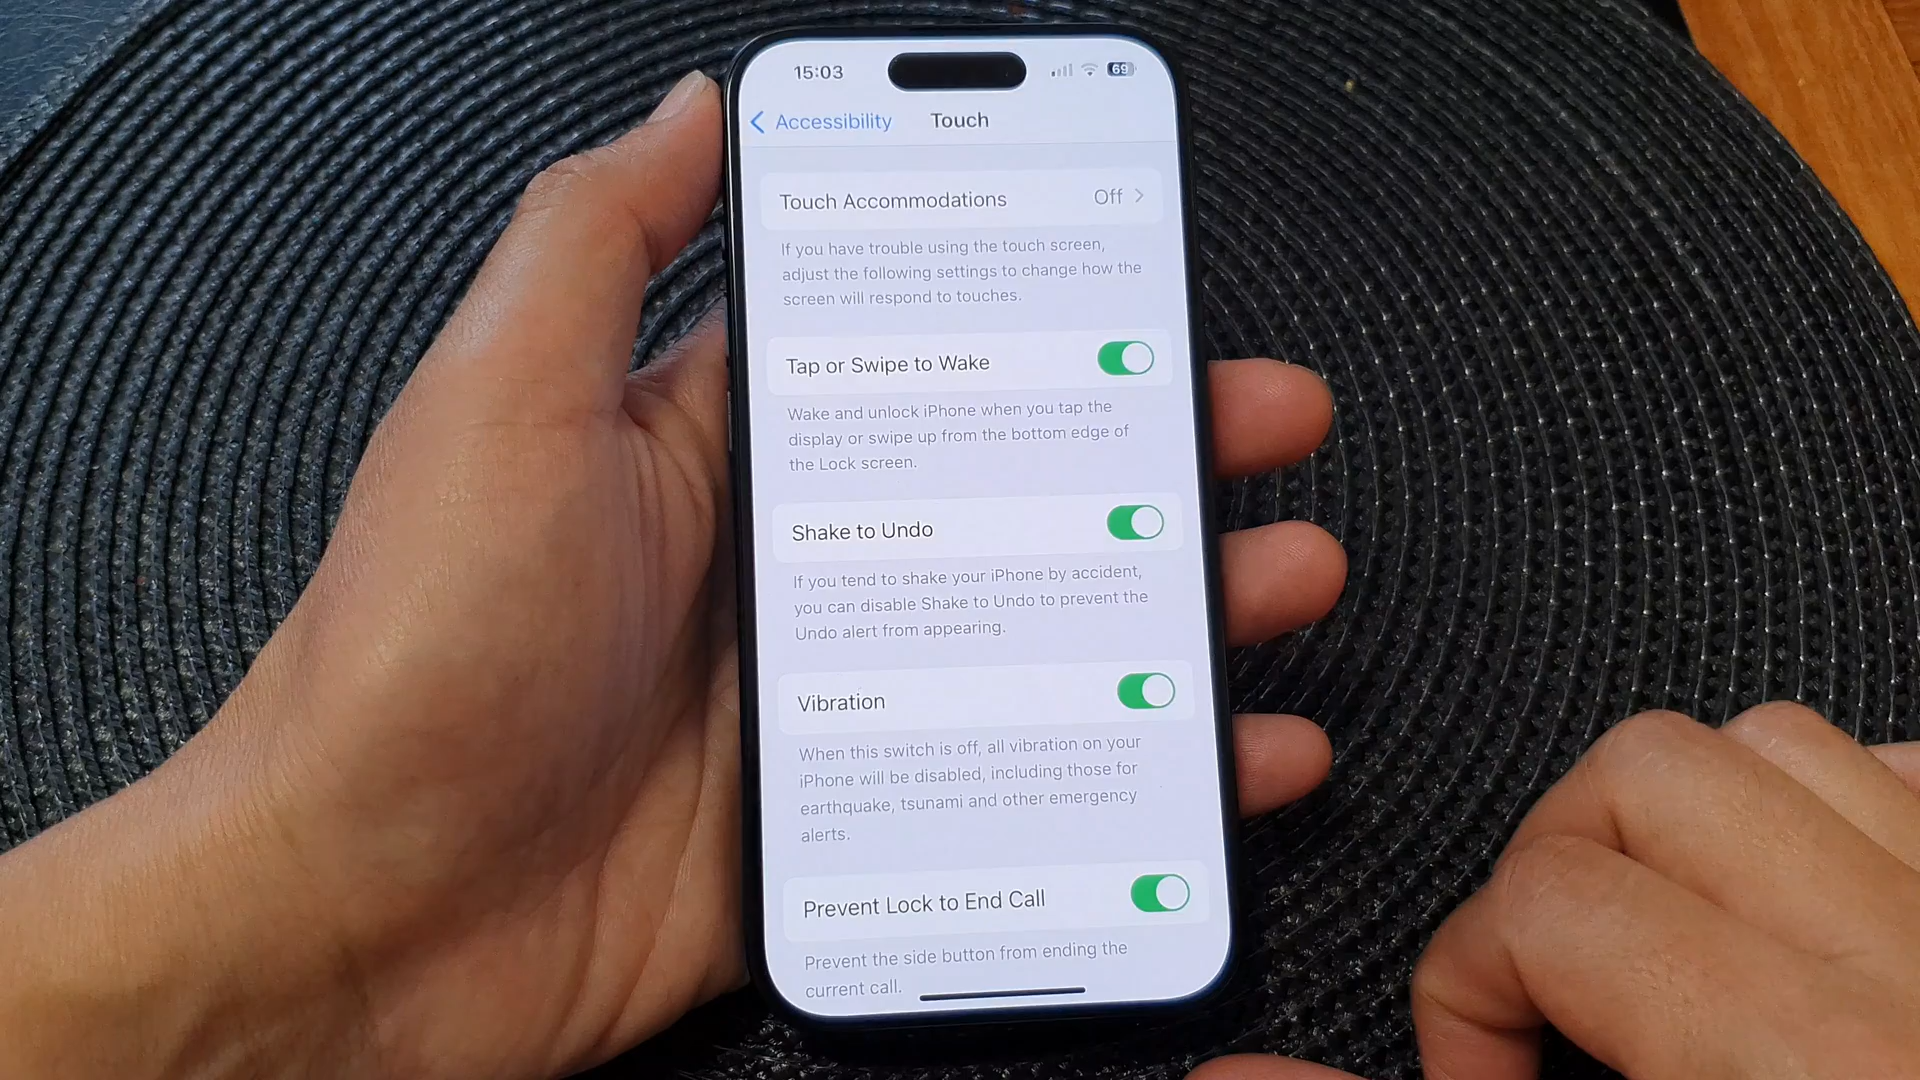 15:03
69
Accessibility
Touch
Touch Accommodations
Off
If you have trouble using the touch screen,
adjust the following settings to change how the
screen will respond to touches.
Tap or Swipe to Wake
Wake and unlock iPhone when you tap the
display or swipe up from the bottom edge of
the Lock screen.
Shake to Undo
If you tend to shake your iPhone by accident,
you can disable Shake to Undo to prevent the
Undo alert from appearing.
Vibration
When this switch is off, all vibration on your
iPhone will be disabled, including those for
earthquake, tsunami and other emergency
alerts.
Prevent Lock to End Call
Prevent the side button from ending the
current call.